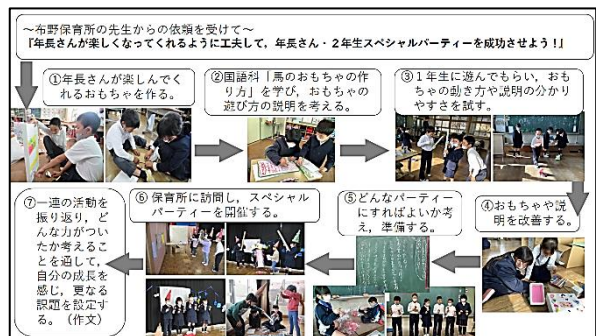 ～布野保育所の先生からの依頼を受けて～
『年長さんが楽しくなってくれるように工夫して，年長さん・２年生スペシャルパーティーを成功させよう！』
①年長さんが楽しんでく
れるおもちゃを作る。
②国語科「馬のおもちゃの作
り方」を学び，おもちゃの
遊び方の説明を考える。
③１年生に遊んでもらい，おも
ちゃの動き方や説明の分かり
やすさを試す。
④おもちゃや説
明を改善する。
⑤どんなパーティー
にすればよいか考
え，準備する。
⑥ 保育所に訪問し，スペシャル
パーティーを開催する。
⑦一連の活動を
振り返り，ど
んな力がつい
たか考えるこ
とを通して，
自分の成長を
感じ，更なる
課題を設定す
る。（作文）